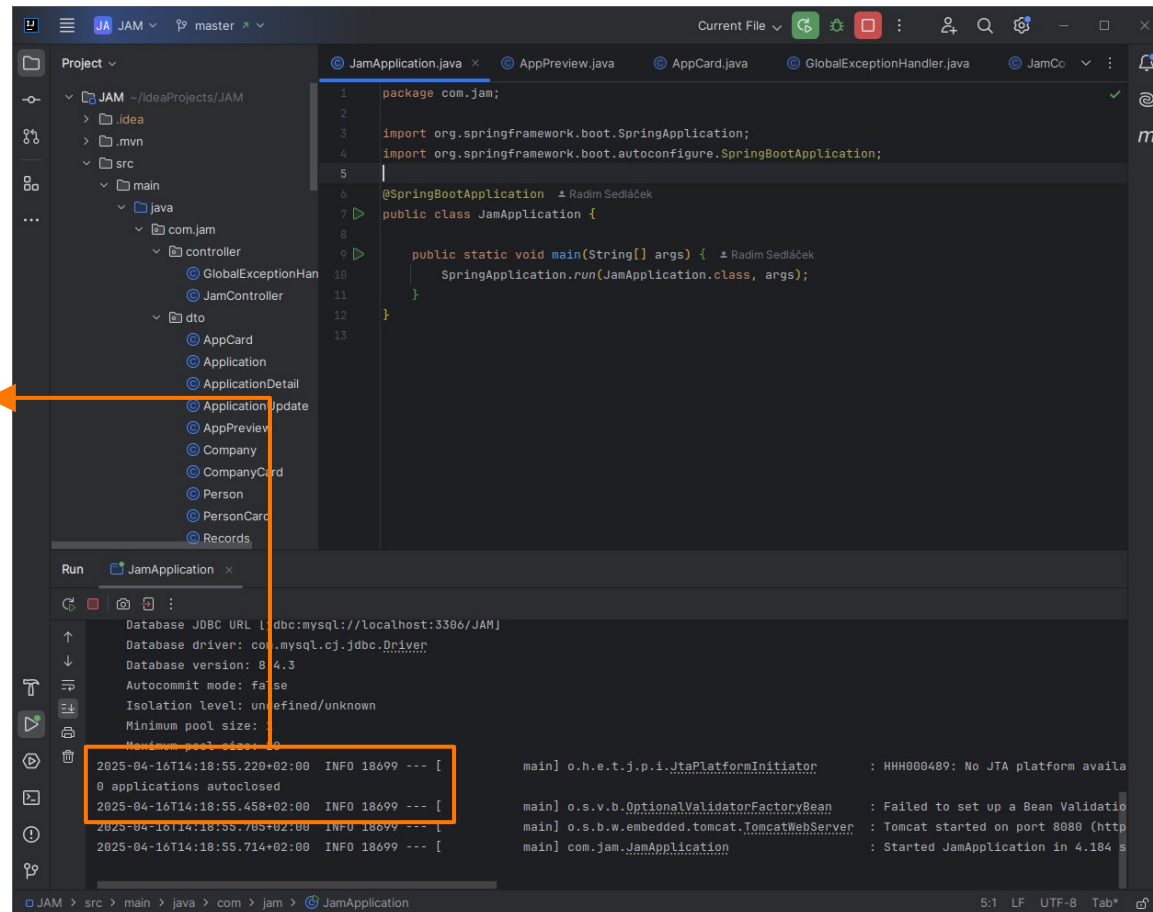 JA JAM master Current File
Project
JamApplication.java AppPreview.java AppCard.java GlobalExceptionHandler.java JamCo
JAM ~/IdeaProjects/JAM
.idea
.mvn
src
main
java
com.jam
controller
GlobalExceptionHan
JamController
dto
AppCard
Application
ApplicationDetail
ApplicationUpdate
AppPreview
Company
CompanyCard
Person
PersonCard
Records
1 package com.jam;
2
3 import org.springframework.boot.SpringApplication;
4 import org.springframework.boot.autoconfigure.SpringBootApplication;
5
6 @SpringBootApplication Radim Sedláček
7 public class JamApplication {
8
9 public static void main(String[] args) { Radim Sedláček
10 SpringApplication.run(JamApplication.class, args);
11 }
12 }
13
Run JamApplication
Database JDBC URL [jdbc:mysql://localhost:3306/JAM]
Database driver: com.mysql.cj.jdbc.Driver
Database version: 8.4.3
Autocommit mode: false
Isolation level: undefined/unknown
Minimum pool size:
Maximum pool size:
2025-04-16T14:18:55.220+02:00 INFO 18699 --- [ main] o.h.e.t.j.p.i.JtaPlatformInitiator : HHH000489: No JTA platform availa
0 applications autoclosed
2025-04-16T14:18:55.458+02:00 INFO 18699 --- [ main] o.s.v.b.OptionalValidatorFactoryBean : Failed to set up a Bean Validatio
2025-04-16T14:18:55.705+02:00 INFO 18699 --- [ main] o.s.b.w.embedded.tomcat.TomcatWebServer : Tomcat started on port 8080 (http
2025-04-16T14:18:55.714+02:00 INFO 18699 --- [ main] com.jam.JamApplication : Started JamApplication in 4.184 s
JAM > src > main > java > com > jam > JamApplication 5:1 LF UTF-8 Tab*